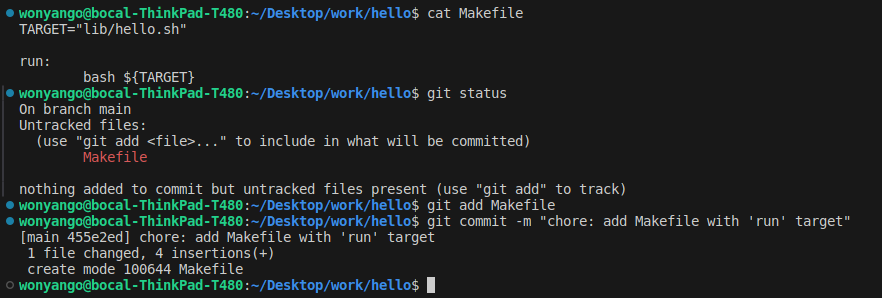 wonyango@bocal-ThinkPad-T480:~/Desktop/work/hello$ cat Makefile
TARGET="lib/hello.sh"

run:
        bash ${TARGET}
wonyango@bocal-ThinkPad-T480:~/Desktop/work/hello$ git status
On branch main
Untracked files:
  (use "git add <file>..." to include in what will be committed)
        Makefile

nothing added to commit but untracked files present (use "git add" to track)
wonyango@bocal-ThinkPad-T480:~/Desktop/work/hello$ git add Makefile
wonyango@bocal-ThinkPad-T480:~/Desktop/work/hello$ git commit -m "chore: add Makefile with 'run' target"
[main 455e2ed] chore: add Makefile with 'run' target
 1 file changed, 4 insertions(+)
 create mode 100644 Makefile
wonyango@bocal-ThinkPad-T480:~/Desktop/work/hello$